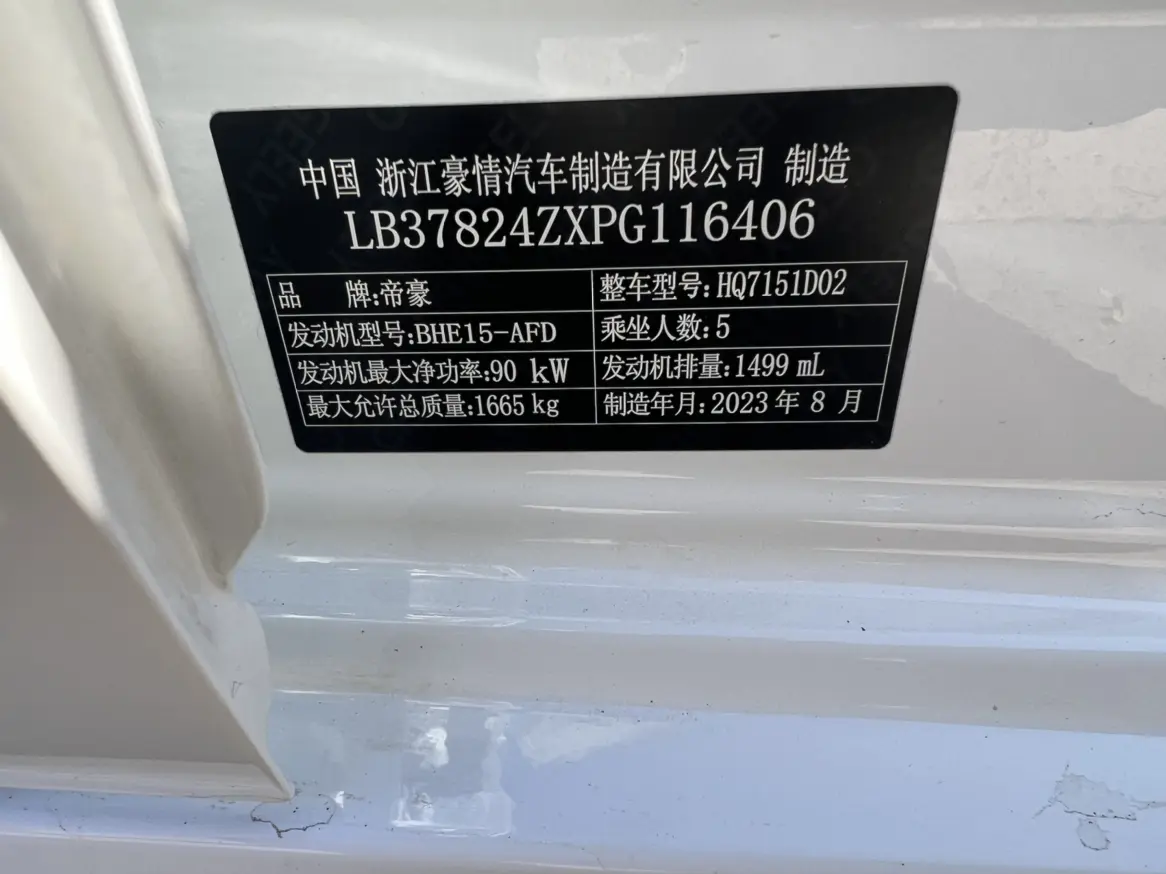 中国 浙江豪情汽车制造有限公司 制造
LB37824ZXPG116406
品 牌:帝豪 整车型号:HQ7151D02
发动机型号:BHE15-AFD 乘坐人数:5
发动机最大净功率:90 kW 发动机排量:1499 mL
最大允许总质量:1665 kg 制造年月:2023 年 8 月